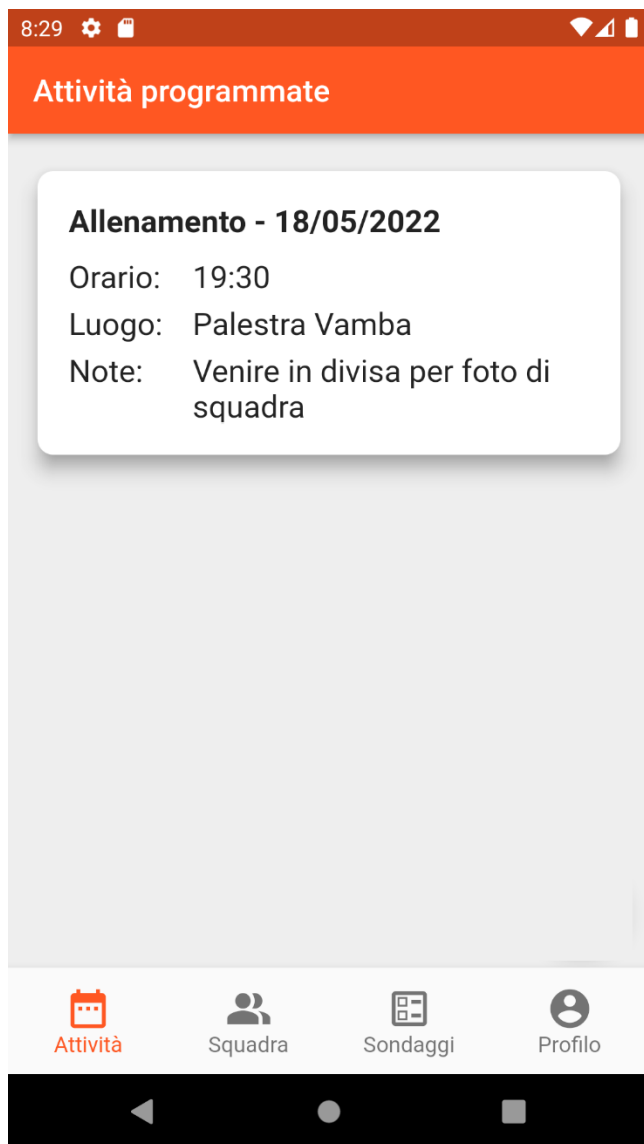 8:29
Attività programmate
Allenamento - 18/05/2022
Orario: 19:30
Luogo: Palestra Vamba
Note: Venire in divisa per foto di
squadra
Attività Squadra Sondaggi Profilo